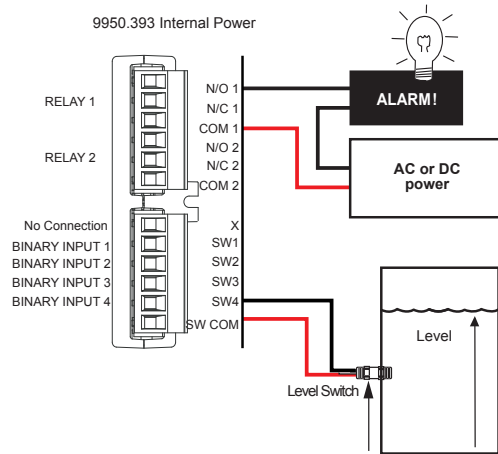 9950.393 Internal Power
RELAY 1
RELAY 2
N/O 1
N/C 1
COM 1
N/O 2
N/C 2
COM 2
ALARM!
AC or DC
power
No Connection
BINARY INPUT 1
BINARY INPUT 2
BINARY INPUT 3
BINARY INPUT 4
X
SW1
SW2
SW3
SW4
SW COM
Level
Level Switch